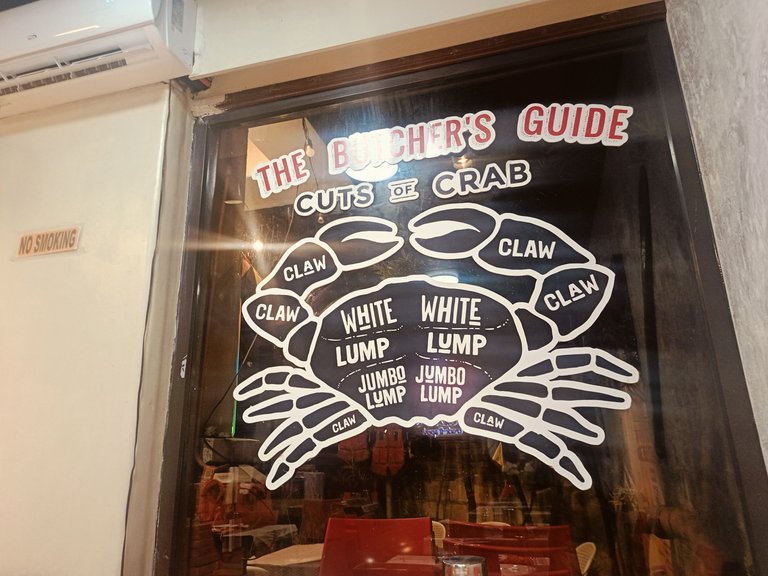 THE BUTCHER'S GUIDE
CUTS OF CRAB
NO SMOKING
CLAW
CLAW
CLAW
CLAW
WHITE
WHITE
LUMP
LUMP
JUMBO LUMP
JUMBO LUMP
CLAW
CLAW